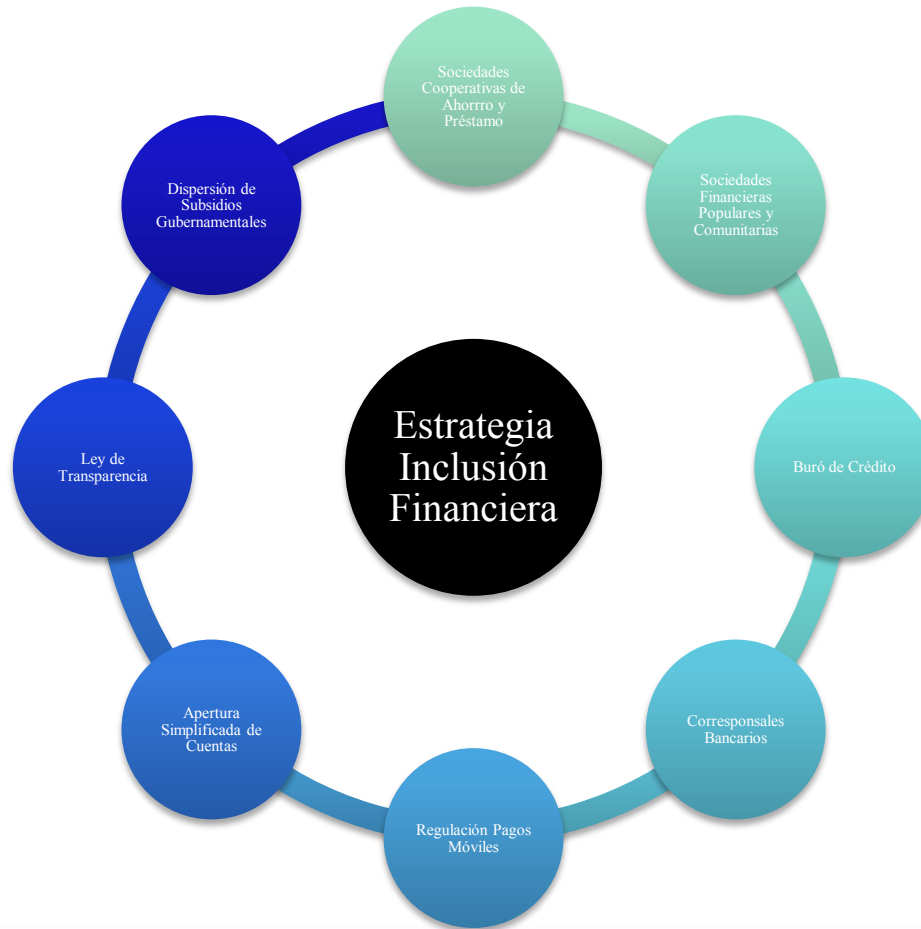 Sociedades
Cooperativas de
Ahorrro y
Préstamo
Sociedades
Financieras
Populares y
Comunitarias
Buró de Crédito
Corresponsales
Bancarios
Regulación Pagos
Móviles
Apertura
Simplificada de
Cuentas
Ley de
Transparencia
Dispersión de
Subsidios
Gubernamentales
Estrategia
Inclusión
Financiera